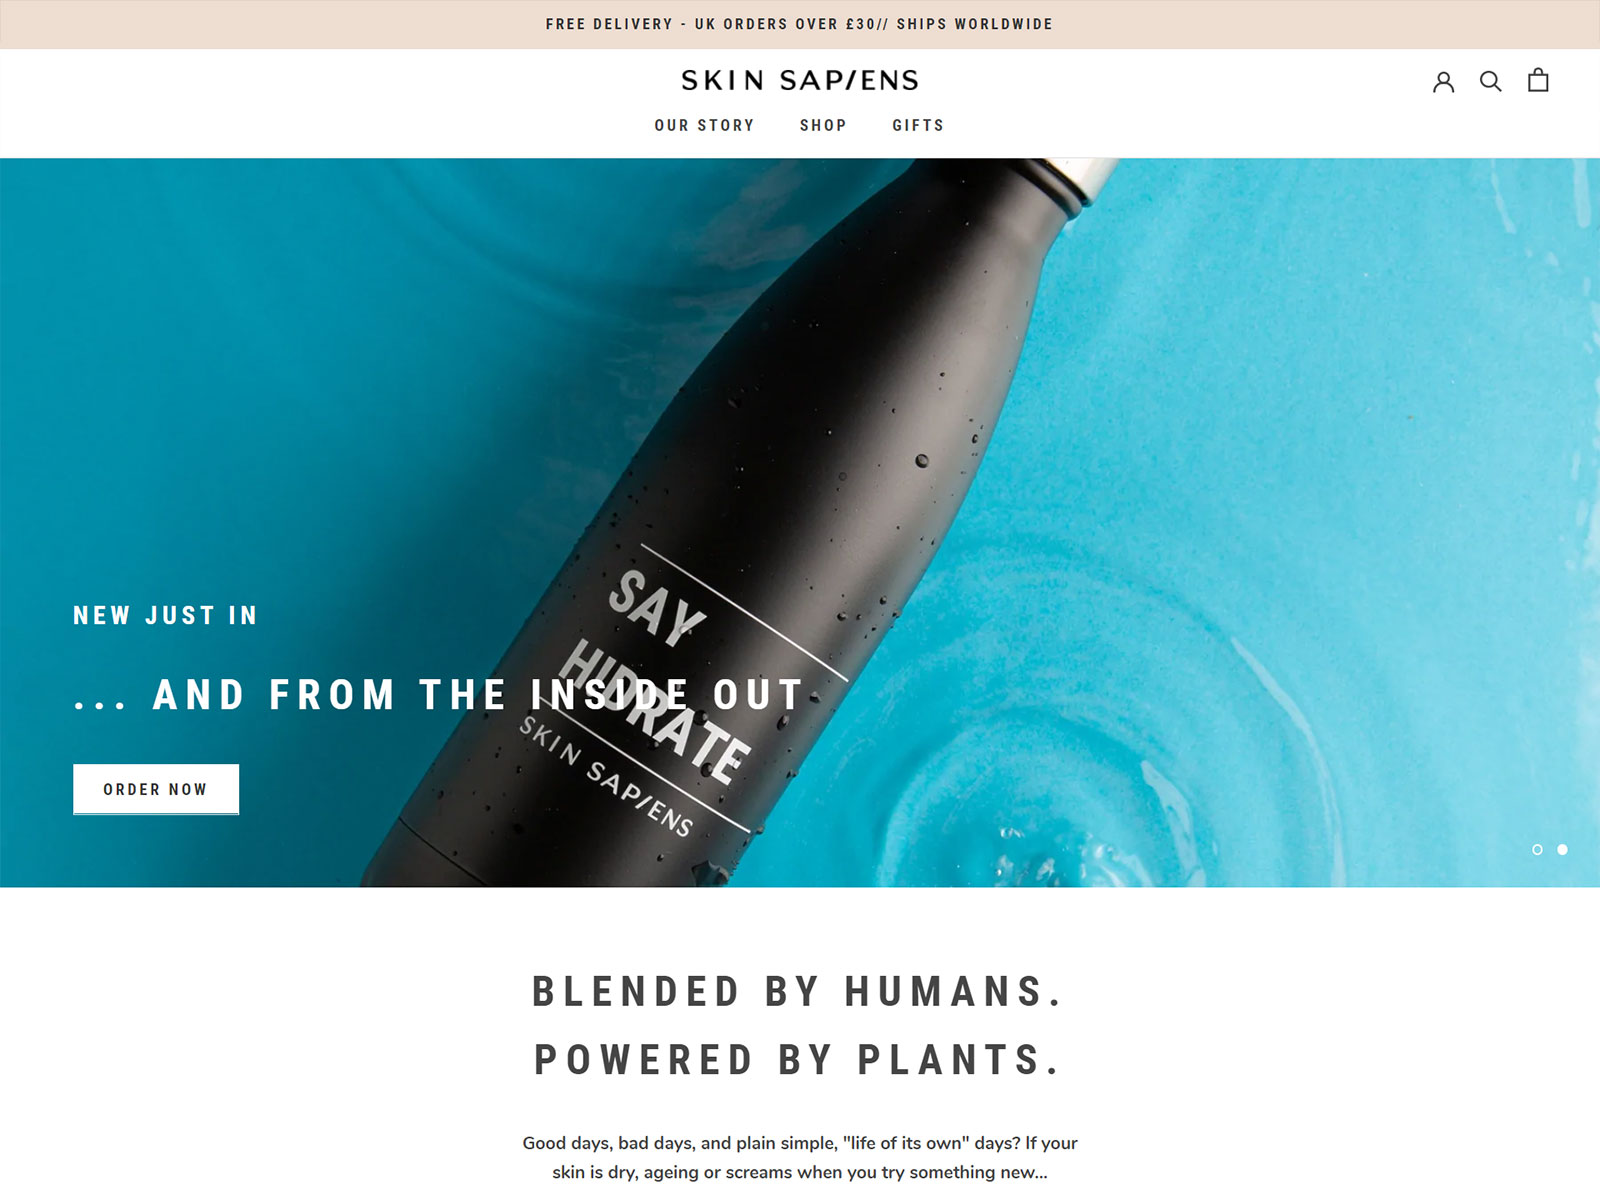 FREE DELIVERY - UK ORDERS OVER £30// SHIPS WORLDWIDE
SKIN SAP/ENS
OUR STORY SHOP GIFTS
SAY
HIDRATE
SKIN SAP/ENS
NEW JUST IN
... AND FROM THE INSIDE OUT
ORDER NOW
BLENDED BY HUMANS.
POWERED BY PLANTS.
Good days, bad days, and plain simple, "life of its own" days? If your
skin is dry, ageing or screams when you try something new...